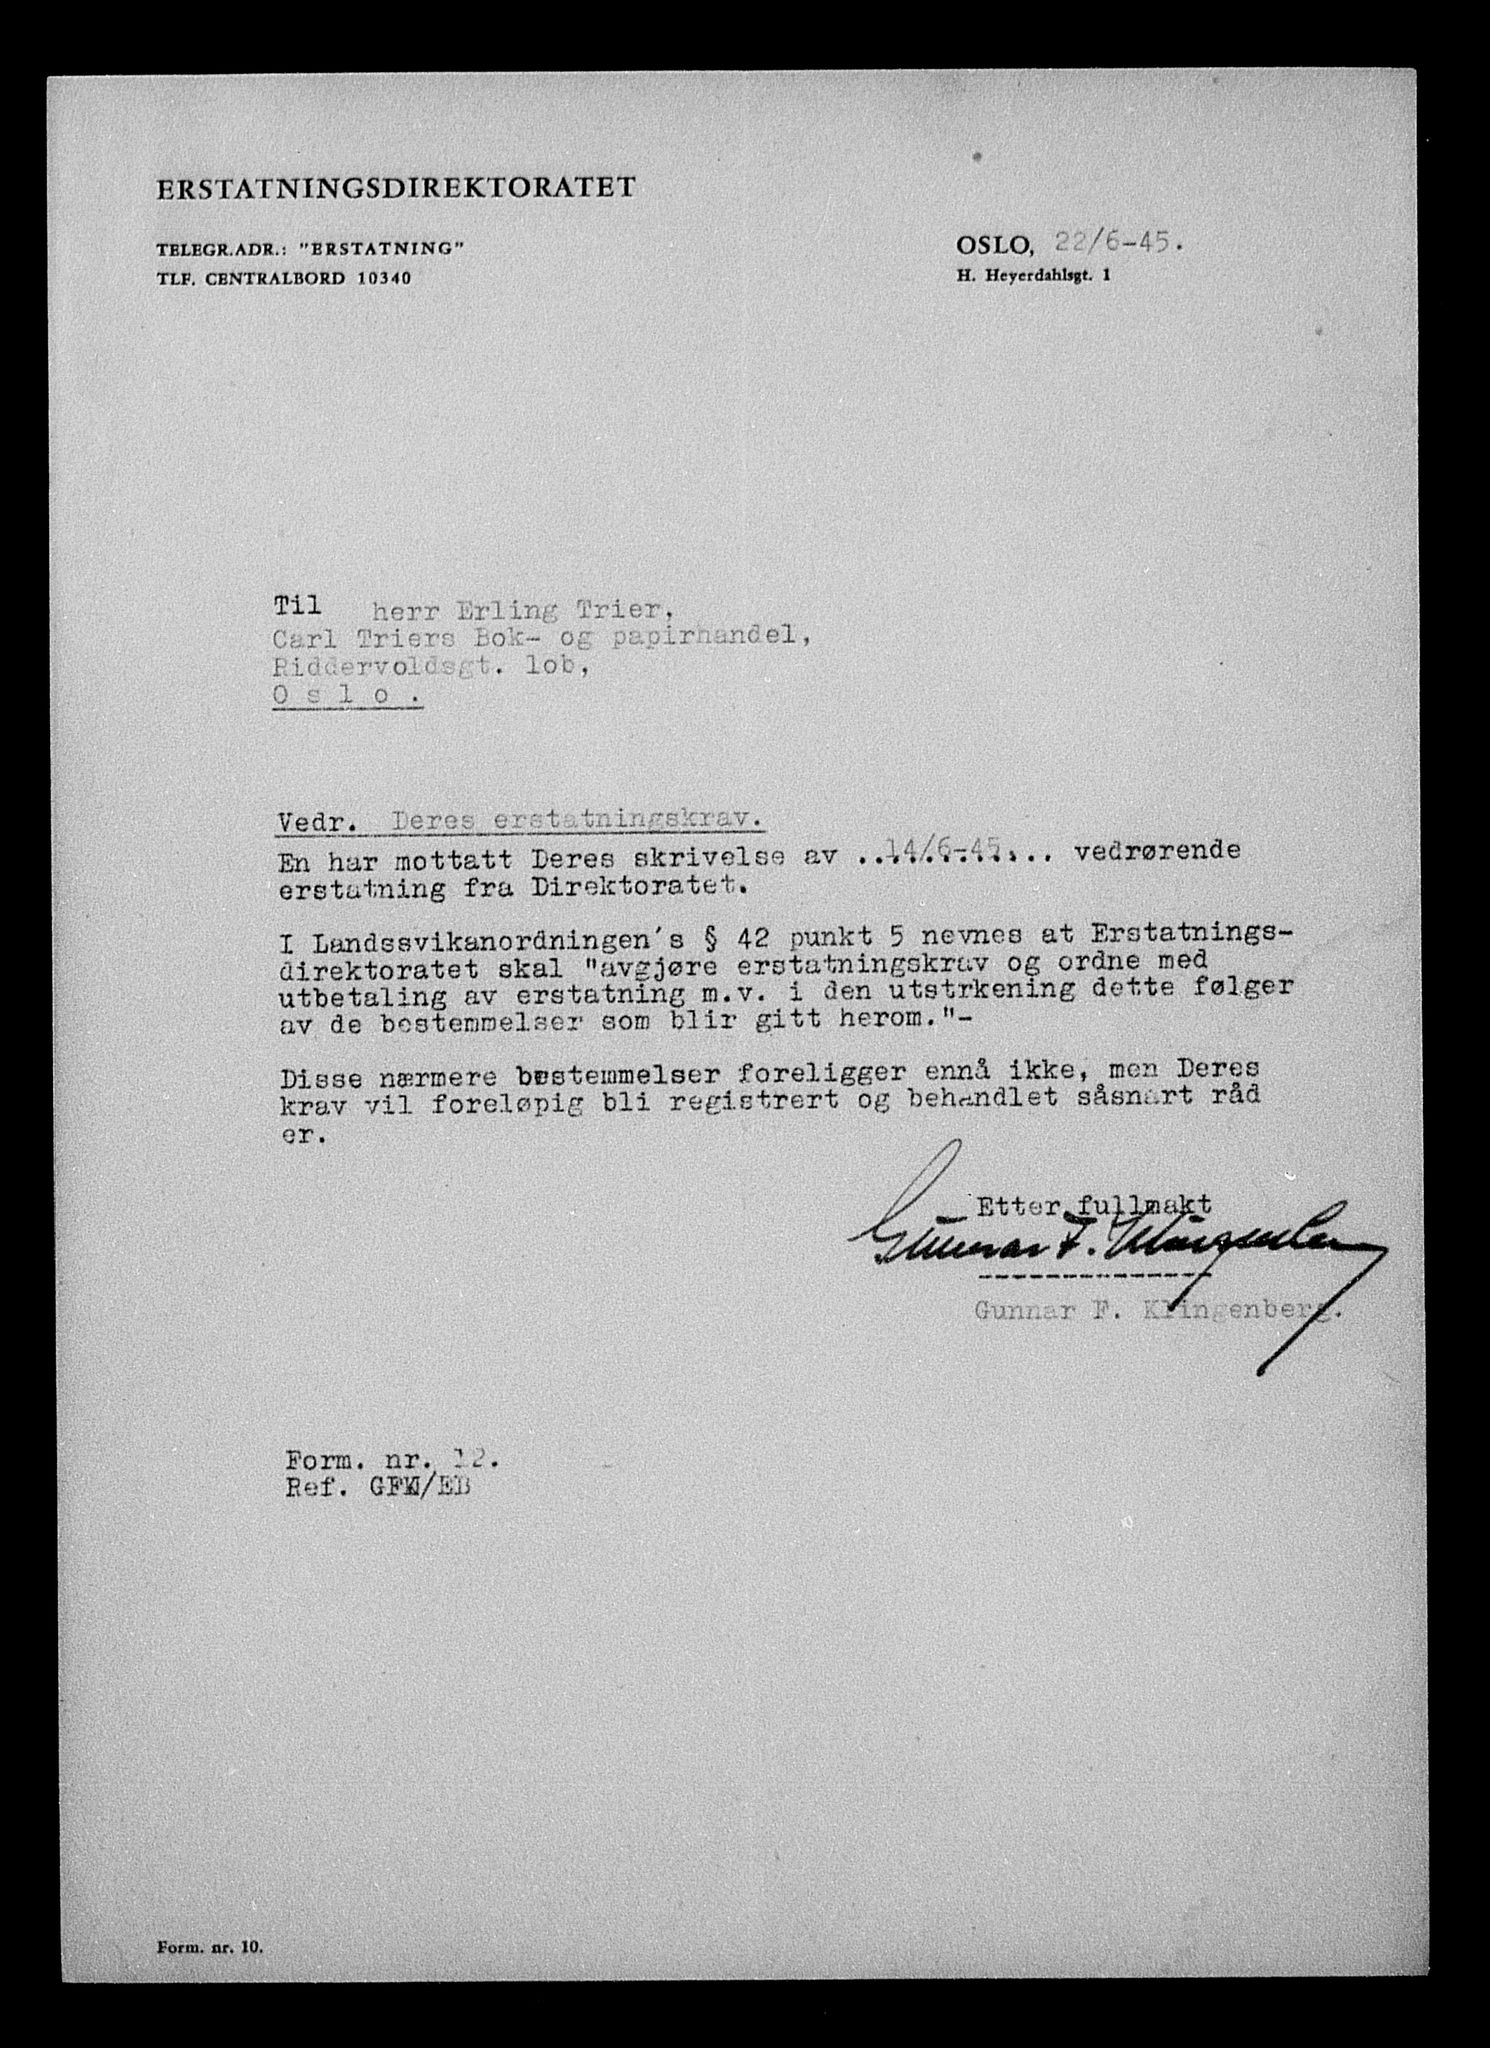 ERSTATNINGSDIREKTORATET
TELEGR.ADR.: "ERSTATNING"
TLF. CENTRALBORD 10340
OSLO, 22/6-45.
H. Heyerdahlsgt. 1
Til herr Erling Trier,
Carl Triers Bok- og papirhandel,
Riddervoldsgt. lob,
O s l o .
Vedr. Deres erstatningskrav.
En har mottatt Deres skrivelse av ..14/6-45... vedrørende
erstatning fra Direktoratet.
I Landssvikanordningen's § 42 punkt 5 nevnes at Erstatnings-
direktoratet skal "avgjøre erstatningskrav og ordne med
utbetaling av erstatning m.v. i den utstrkening dette følger
av de bestemmelser som blir gitt herom."-
Disse nærmere bestemmelser foreligger ennå ikke, men Deres
krav vil foreløpig bli registrert og behandlet såsnart råd
er.
Etter fullmakt
Gunnar F. Klingenberg
-------------
Gunnar F. Klingenberg.
Form. nr. 12.
Ref. GFK/EB
Form. nr. 10.